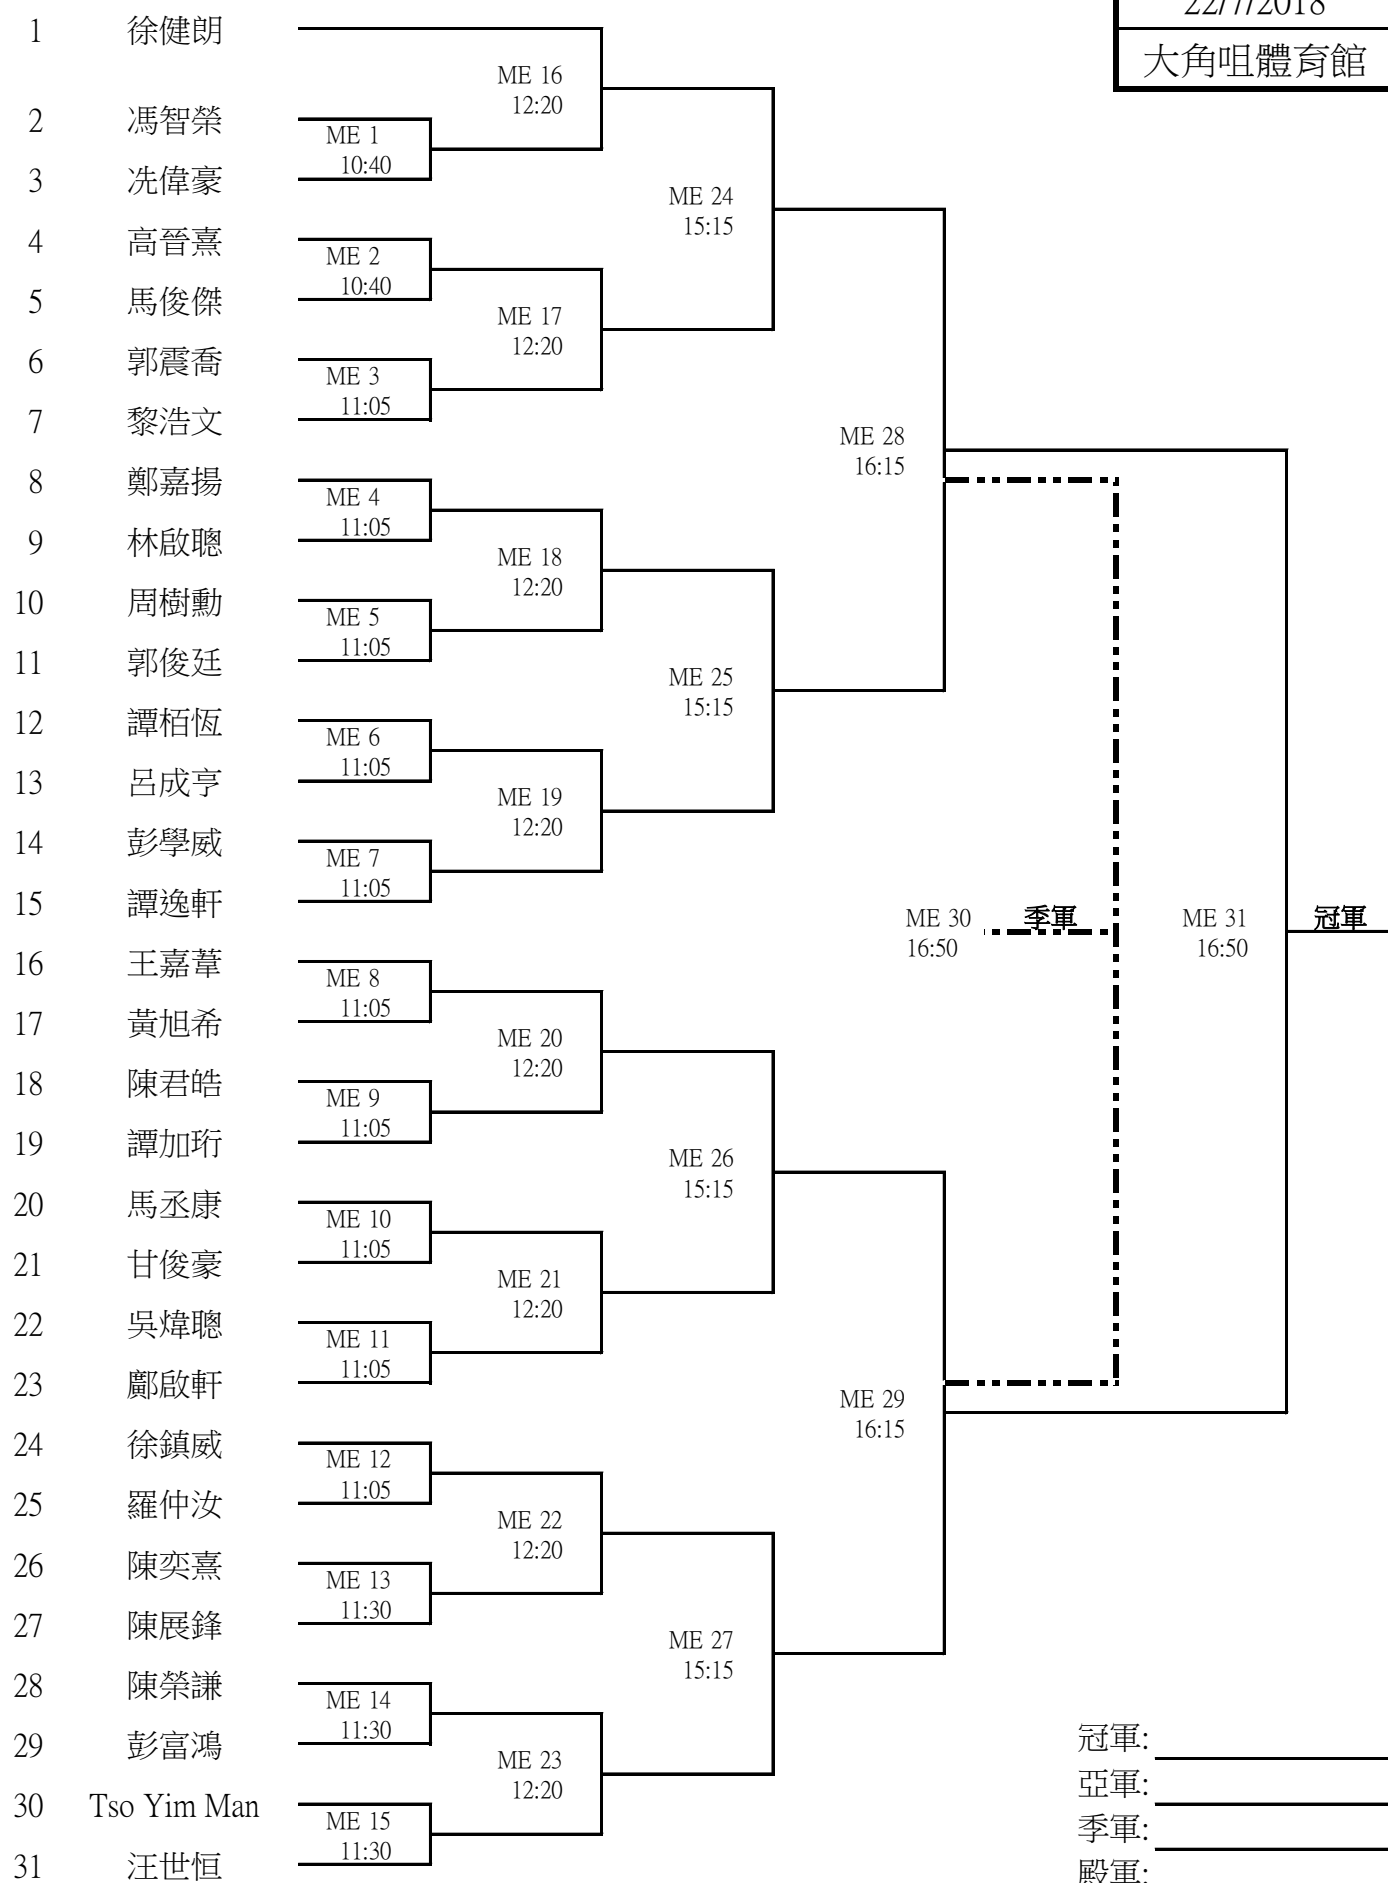 22/7/2018
大角咀體育館
1 徐健朗
ME 16
12:20
2 馮智榮
ME 1
10:40
3 冼偉豪
ME 24
15:15
4 高晉熹
ME 2
10:40
5 馬俊傑
ME 17
12:20
6 郭震喬
ME 3
11:05
7 黎浩文
ME 28
16:15
8 鄭嘉揚
ME 4
11:05
9 林啟聰
ME 18
12:20
10 周樹勳
ME 5
11:05
11 郭俊廷
ME 25
15:15
12 譚栢恆
ME 6
11:05
13 呂成亨
ME 19
12:20
14 彭學威
ME 7
11:05
15 譚逸軒
ME 30 季軍
16:50
ME 31 冠軍
16:50
16 王嘉葦
ME 8
11:05
17 黃旭希
ME 20
12:20
18 陳君皓
ME 9
11:05
19 譚加珩
ME 26
15:15
20 馬丞康
ME 10
11:05
21 甘俊豪
ME 21
12:20
22 吳煒聰
ME 11
11:05
23 鄺啟軒
ME 29
16:15
24 徐鎮威
ME 12
11:05
25 羅仲汝
ME 22
12:20
26 陳奕熹
ME 13
11:30
27 陳展鋒
ME 27
15:15
28 陳榮謙
ME 14
11:30
29 彭富鴻
ME 23
12:20
30 Tso Yim Man
ME 15
11:30
31 汪世恒
冠軍:
亞軍:
季軍:
殿軍: